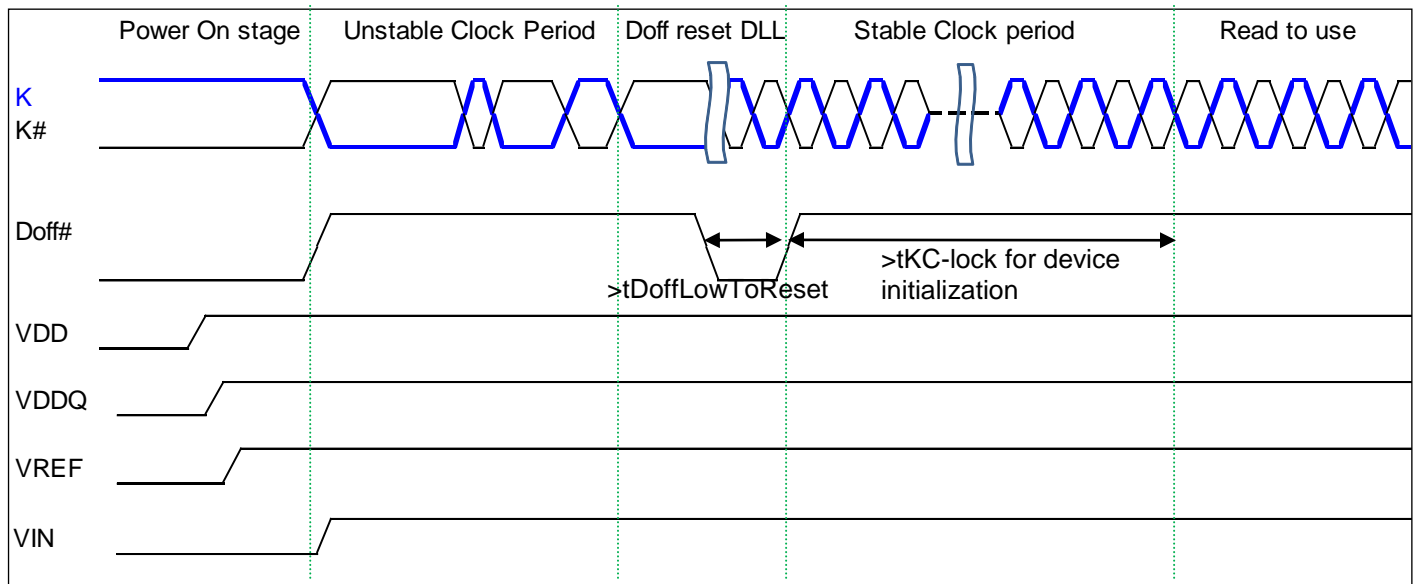 Power On stage
Unstable Clock Period
Doff reset DLL
Stable Clock period
Read to use
K
K#
Doff#
>tDoffLowToReset
>tKC-lock for device
initialization
VDD
VDDQ
VREF
VIN